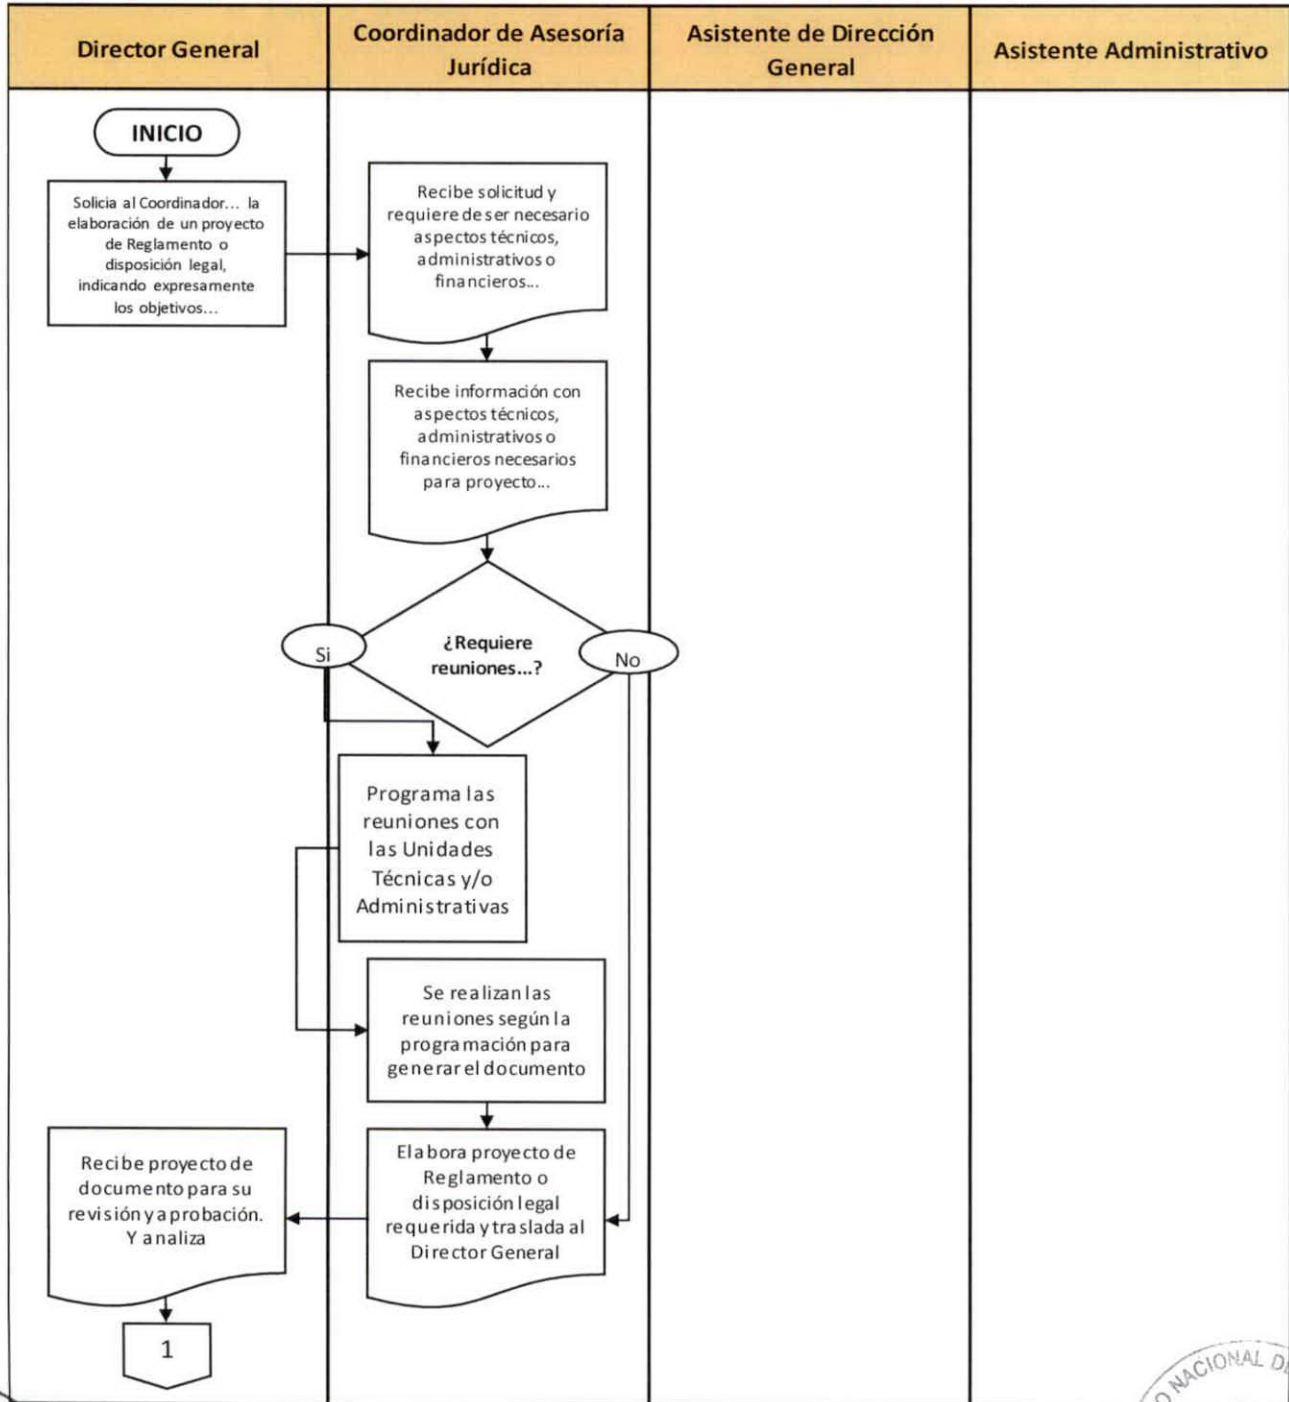 Director General
Coordinador de Asesoría
Jurídica
Asistente de Dirección
General
Asistente Administrativo
INICIO
Solicia al Coordinador... la
elaboración de un proyecto
de Reglamento o
disposición legal,
indicando expresamente
los objetivos...
Recibe solicitud y
requiere de ser necesario
aspectos técnicos,
administrativos o
financieros...
Recibe información con
aspectos técnicos,
administrativos o
financieros necesarios
para proyecto...
¿Requiere
reuniones...?
Si
No
Programa las
reuniones con
las Unidades
Técnicas y/o
Administrativas
Se realizan las
reuniones según la
programación para
generar el documento
Elabora proyecto de
Reglamento o
disposición legal
requerida y traslada al
Director General
Recibe proyecto de
documento para su
revisión y aprobación.
Y analiza
1
NACIONAL